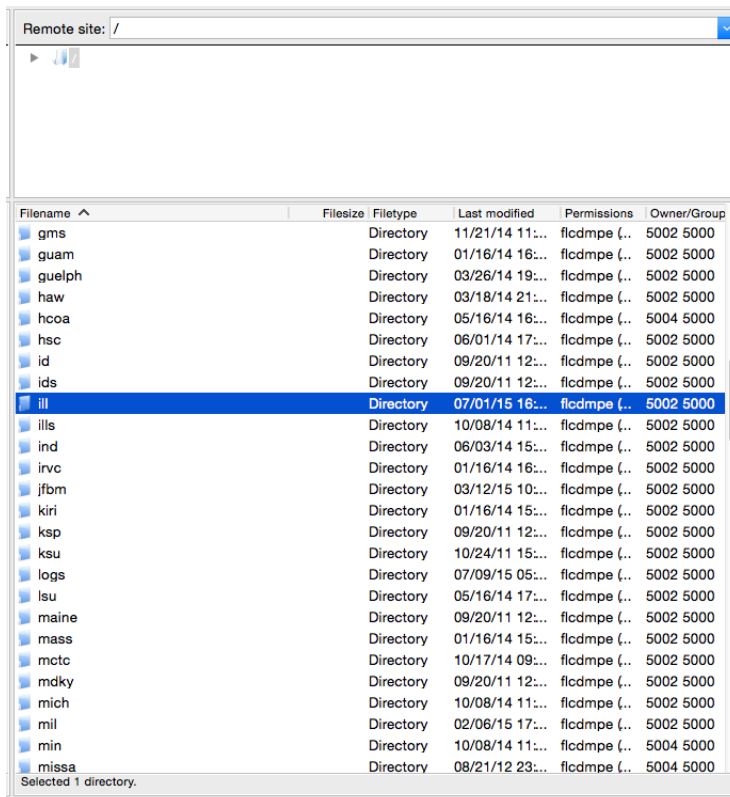 Remote site: /
/
Filename Filesize Filetype Last modified Permissions Owner/Group
gms Directory 11/21/14 11:... flcdmpe (... 5002 5000
guam Directory 01/16/14 16:... flcdmpe (... 5002 5000
guelph Directory 03/26/14 19:... flcdmpe (... 5002 5000
haw Directory 03/18/14 21:... flcdmpe (... 5002 5000
hcoa Directory 05/16/14 16:... flcdmpe (... 5004 5000
hsc Directory 06/01/14 17:... flcdmpe (... 5002 5000
id Directory 09/20/11 12:... flcdmpe (... 5002 5000
ids Directory 09/20/11 12:... flcdmpe (... 5002 5000
ill Directory 07/01/15 16:... flcdmpe (... 5002 5000
ills Directory 10/08/14 11:... flcdmpe (... 5002 5000
ind Directory 06/03/14 15:... flcdmpe (... 5002 5000
irvc Directory 01/16/14 16:... flcdmpe (... 5002 5000
jfbm Directory 03/12/15 10:... flcdmpe (... 5002 5000
kiri Directory 01/16/14 15:... flcdmpe (... 5002 5000
ksp Directory 09/20/11 12:... flcdmpe (... 5002 5000
ksu Directory 10/24/11 15:... flcdmpe (... 5002 5000
logs Directory 07/09/15 05:... flcdmpe (... 5002 5000
lsu Directory 05/16/14 17:... flcdmpe (... 5002 5000
maine Directory 09/20/11 12:... flcdmpe (... 5002 5000
mass Directory 01/16/14 15:... flcdmpe (... 5002 5000
mctc Directory 10/17/14 09:... flcdmpe (... 5002 5000
mdky Directory 09/20/11 12:... flcdmpe (... 5002 5000
mich Directory 10/08/14 11:... flcdmpe (... 5002 5000
mil Directory 02/06/15 17:... flcdmpe (... 5002 5000
min Directory 10/08/14 11:... flcdmpe (... 5004 5000
missa Directory 08/21/12 23:... flcdmpe (... 5004 5000
Selected 1 directory.